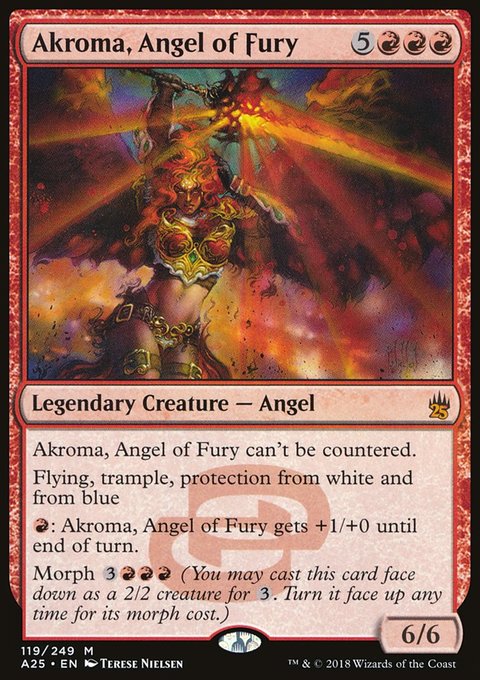 Akroma, Angel of Fury 5
Legendary Creature — Angel
25
Akroma, Angel of Fury can't be countered.
Flying, trample, protection from white and
from blue
: Akroma, Angel of Fury gets +1/+0 until
end of turn.
Morph 3 (You may cast this card face
down as a 2/2 creature for 3. Turn it face up any
time for its morph cost.)
6/6
119/249 M
A25 • EN TERESE NIELSEN
™ & © 2018 Wizards of the Coast